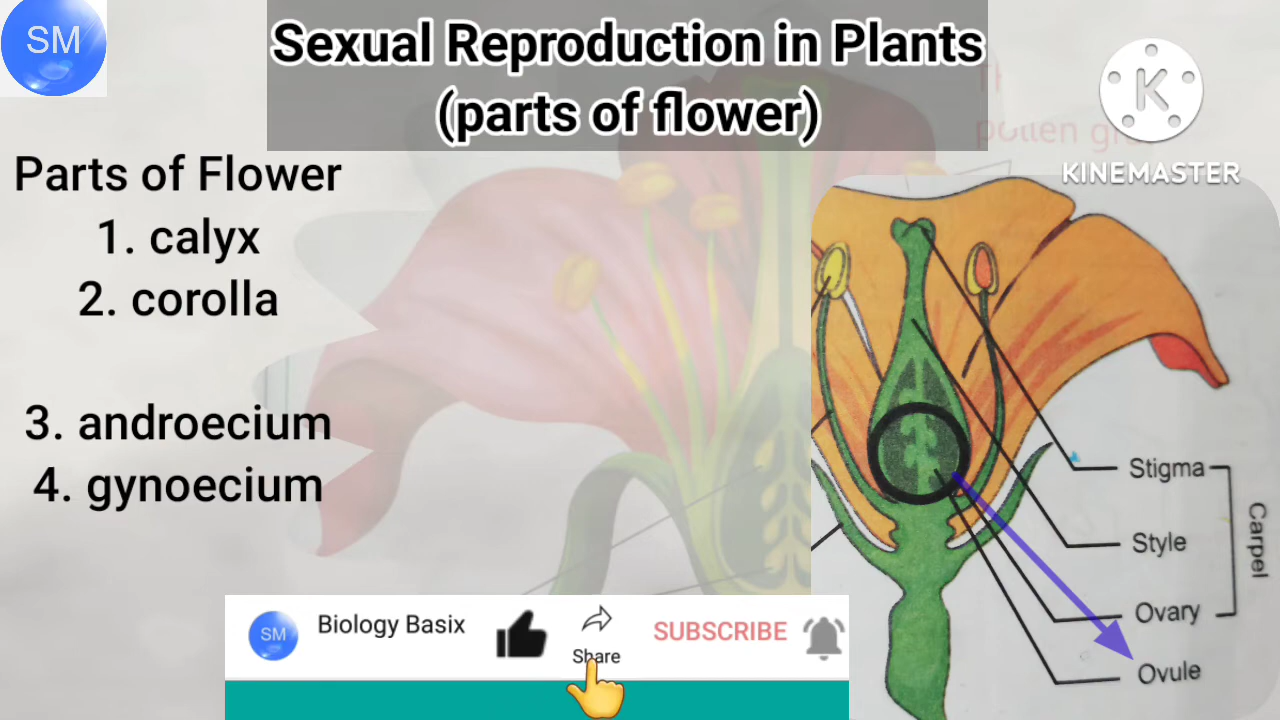 SM
Sexual Reproduction in Plants
(parts of flower)
K
KINEMASTER
pollen
Parts of Flower
1. calyx
2. corolla
3. androecium
4. gynoecium
Stigma
Style
Ovary
Ovule
Carpel
SM
Biology Basix
Share
SUBSCRIBE